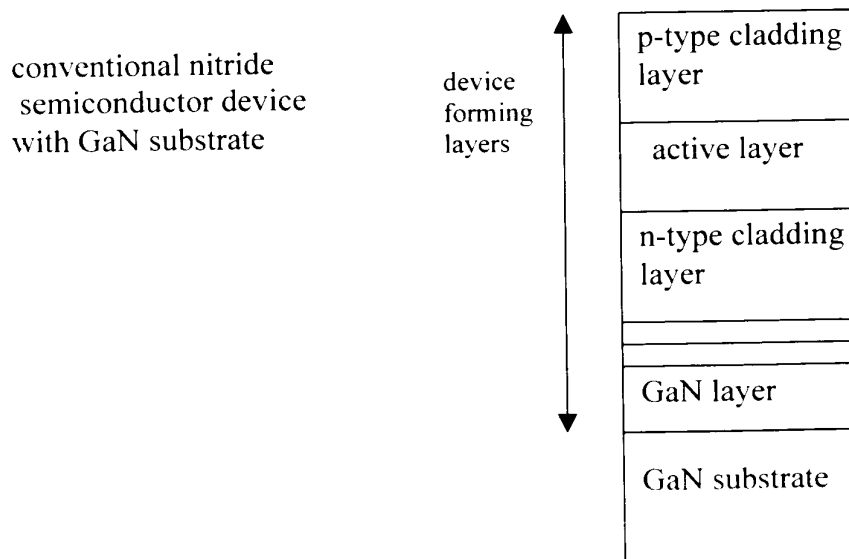 conventional nitride
semiconductor device
with GaN substrate
device
forming
layers
p-type cladding
layer
active layer
n-type cladding
layer
GaN layer
GaN substrate